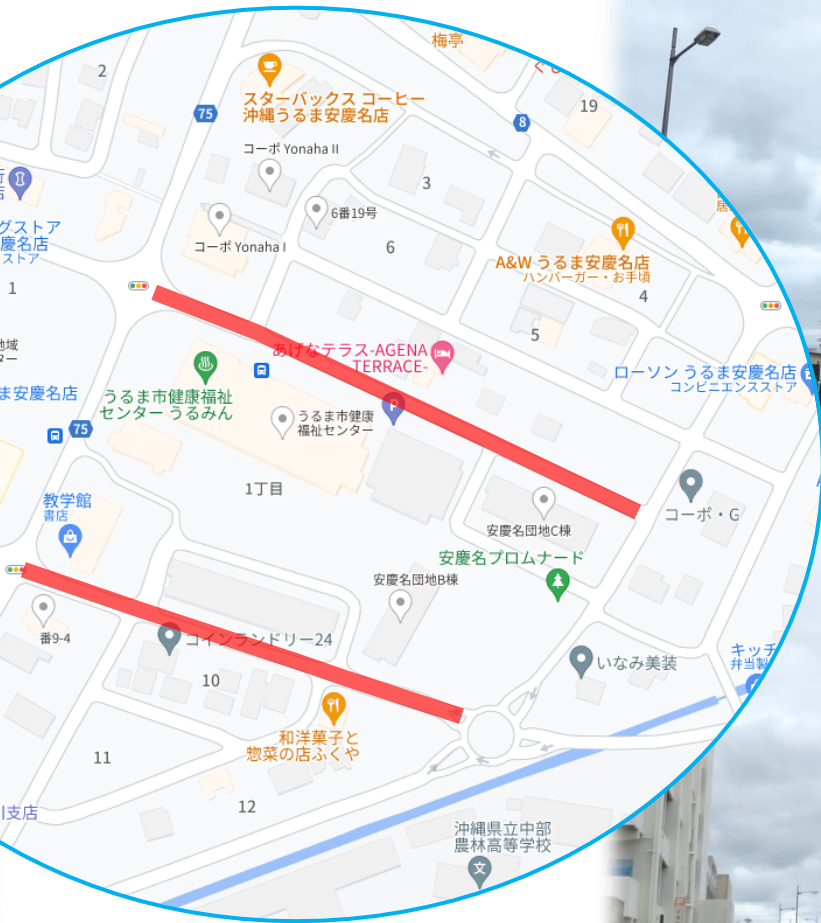 梅亭
2
スターバックス コーヒー
沖縄うるま安慶名店
75
8
19
コーポ Yonaha II
3
6番19号
コーポ Yonaha I
6
A&W うるま安慶名店
ハンバーガー・お手頃
グストア
慶名店
ストア
1
4
5
あげなテラス-AGENA
TERRACE-
ローソン うるま安慶名店
コンビニエンスストア
うるま市健康福祉
センター うるみん
ま安慶名店
うるま市健康
福祉センター
P
75
1丁目
教学館
書店
コーポ・G
安慶名団地C棟
安慶名プロムナード
安慶名団地B棟
番9-4
コインランドリー24
いなみ美装
キッチ
弁当製
10
和洋菓子と
惣菜の店ふくや
11
12
支店
沖縄県立中部
農林高等学校
文